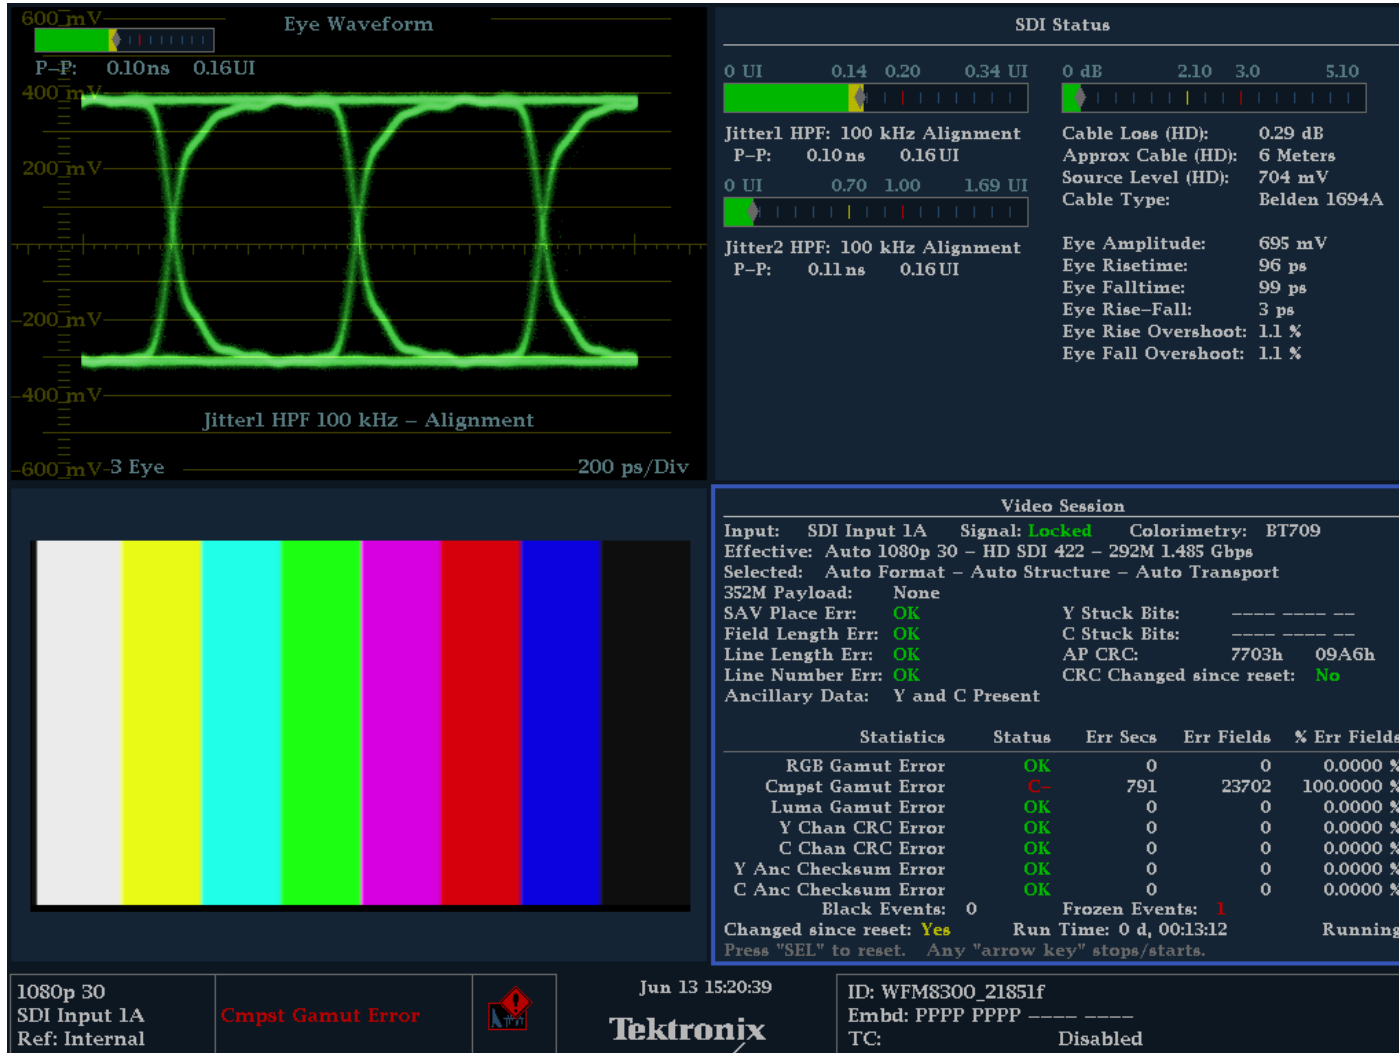 Eye Waveform
600 mV
P-P: 0.10ns 0.16UI
400 mV
200 mV
-200 mV
-400 mV
Jitter1 HPF 100 kHz – Alignment
-600 mV
3 Eye
200 ps/Div
SDI Status
0 UI 0.14 0.20 0.34 UI
Jitter1 HPF: 100 kHz Alignment
P-P: 0.10ns 0.16UI
0 UI 0.70 1.00 1.69 UI
Jitter2 HPF: 100 kHz Alignment
P-P: 0.11ns 0.16UI
0 dB 2.10 3.0 5.10
Cable Loss (HD): 0.29 dB
Approx Cable (HD): 6 Meters
Source Level (HD): 704 mV
Cable Type: Belden 1694A
Eye Amplitude: 695 mV
Eye Risetime: 96 ps
Eye Falltime: 99 ps
Eye Rise-Fall: 3 ps
Eye Rise Overshoot: 1.1 %
Eye Fall Overshoot: 1.1 %
Video Session
Input: SDI Input 1A Signal: Locked Colorimetry: BT709
Effective: Auto 1080p 30 – HD SDI 422 – 292M 1.485 Gbps
Selected: Auto Format – Auto Structure – Auto Transport
352M Payload: None
SAV Place Err: OK Y Stuck Bits: ---- ---- --
Field Length Err: OK C Stuck Bits: ---- ---- --
Line Length Err: OK AP CRC: 7703h 09A6h
Line Number Err: OK CRC Changed since reset: No
Ancillary Data: Y and C Present
Statistics Status Err Secs Err Fields % Err Fields
RGB Gamut Error OK 0 0 0.0000 %
Cmpst Gamut Error C- 791 23702 100.0000 %
Luma Gamut Error OK 0 0 0.0000 %
Y Chan CRC Error OK 0 0 0.0000 %
C Chan CRC Error OK 0 0 0.0000 %
Y Anc Checksum Error OK 0 0 0.0000 %
C Anc Checksum Error OK 0 0 0.0000 %
Black Events: 0 Frozen Events: 1
Changed since reset: Yes Run Time: 0 d, 00:13:12 Running
Press "SEL" to reset. Any "arrow key" stops/starts.
1080p 30
SDI Input 1A
Ref: Internal
Cmpst Gamut Error
Jun 13 15:20:39
Tektronix
ID: WFM8300_21851f
Embd: PPPP PPPP ---- ----
TC: Disabled